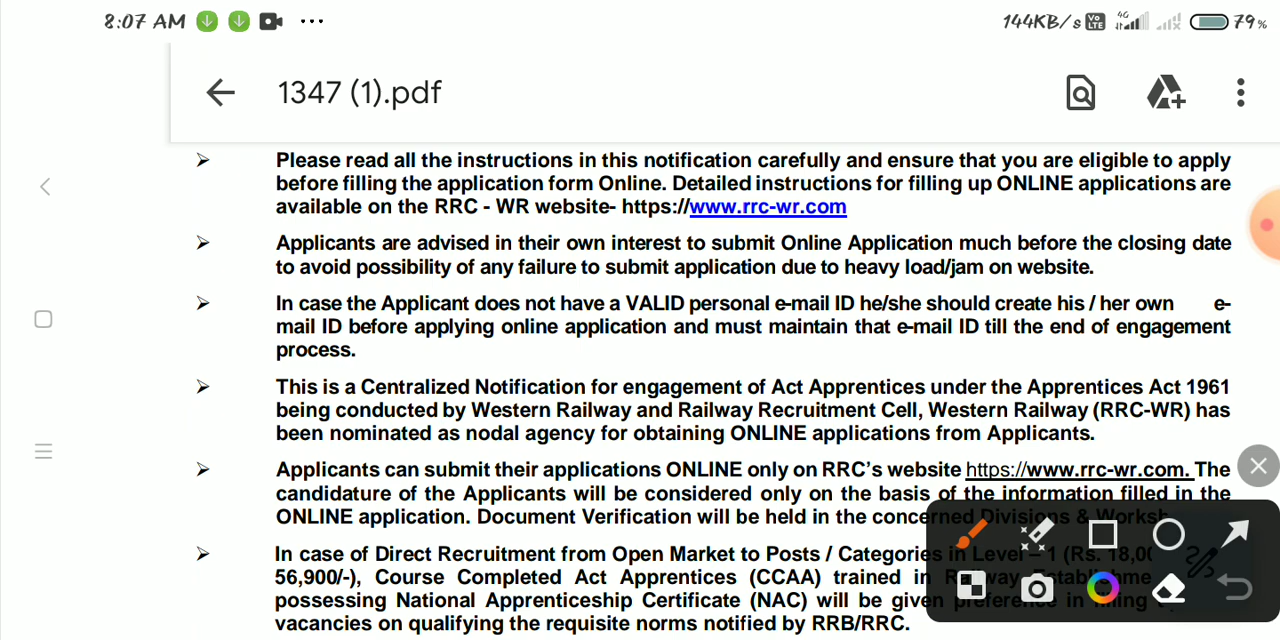 8:07 AM ... 144KB/s Vo LTE 4G 79%
1347 (1).pdf
➢ Please read all the instructions in this notification carefully and ensure that you are eligible to apply
before filling the application form Online. Detailed instructions for filling up ONLINE applications are
available on the RRC - WR website- https://www.rrc-wr.com
➢ Applicants are advised in their own interest to submit Online Application much before the closing date
to avoid possibility of any failure to submit application due to heavy load/jam on website.
➢ In case the Applicant does not have a VALID personal e-mail ID he/she should create his / her own e-
mail ID before applying online application and must maintain that e-mail ID till the end of engagement
process.
➢ This is a Centralized Notification for engagement of Act Apprentices under the Apprentices Act 1961
being conducted by Western Railway and Railway Recruitment Cell, Western Railway (RRC-WR) has
been nominated as nodal agency for obtaining ONLINE applications from Applicants.
➢ Applicants can submit their applications ONLINE only on RRC's website https://www.rrc-wr.com. The
candidature of the Applicants will be considered only on the basis of the information filled in the
ONLINE application. Document Verification will be held in the concerned Divisions &
➢ In case of Direct Recruitment from Open Market to Posts / Categories in Level – 1 (Rs.
56,900/-), Course Completed Act Apprentices (CCAA) trained in Railway
possessing National Apprenticeship Certificate (NAC) will be given preference in filling
vacancies on qualifying the requisite norms notified by RRB/RRC.